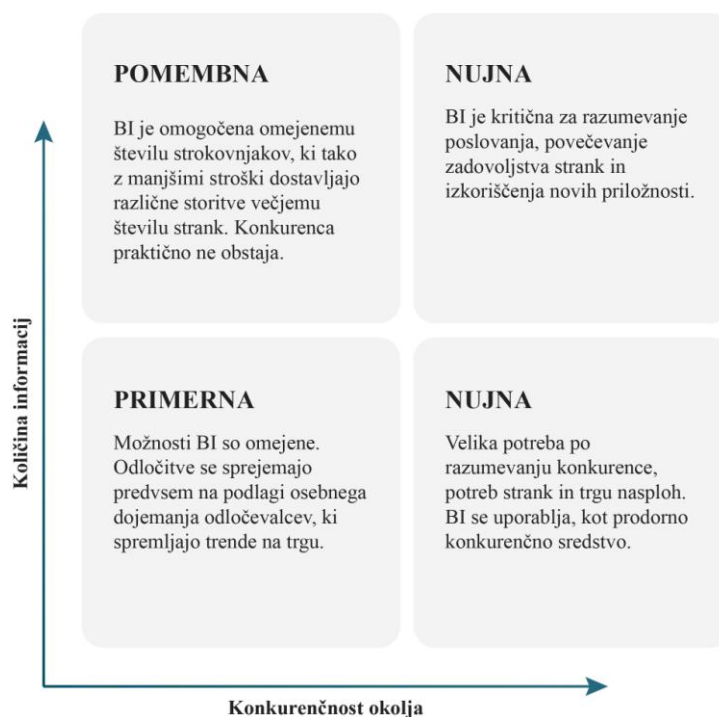 POMEMBNA
BI je omogočena omejenemu
številu strokovnjakov, ki tako
z manjšimi stroški dostavljajo
različne storitve večjemu
številu strank. Konkurenca
praktično ne obstaja.
NUJNA
BI je kritična za razumevanje
poslovanja, povečevanje
zadovoljstva strank in
izkoriščenja novih priložnosti.
Količina informacij
PRIMERNA
Možnosti BI so omejene.
Odločitve se sprejemajo
predvsem na podlagi osebnega
dojemanja odločevalcev, ki
spremljajo trende na trgu.
NUJNA
Velika potreba po
razumevanju konkurence,
potreb strank in trgu nasploh.
BI se uporablja, kot prodorno
konkurenčno sredstvo.
Konkurenčnost okolja